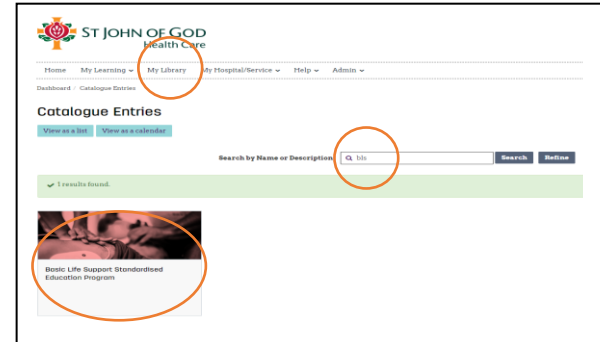 ST JOHN OF GOD
Health Care
Home My Learning My Library My Hospital/Service Help Admin
Dashboard / Catalogue Entries
Catalogue Entries
View as a list View as a calendar
Search by Name or Description bls Search Refine
1 results found.
Basic Life Support Standardised
Education Program